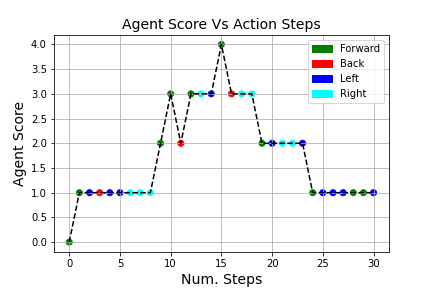 Agent Score Vs Action Steps
4.0
3.5
3.0
2.5
2.0
1.5
1.0
0.5
0.0
Agent Score
Forward
Back
Left
Right
0 5 10 15 20 25 30
Num. Steps